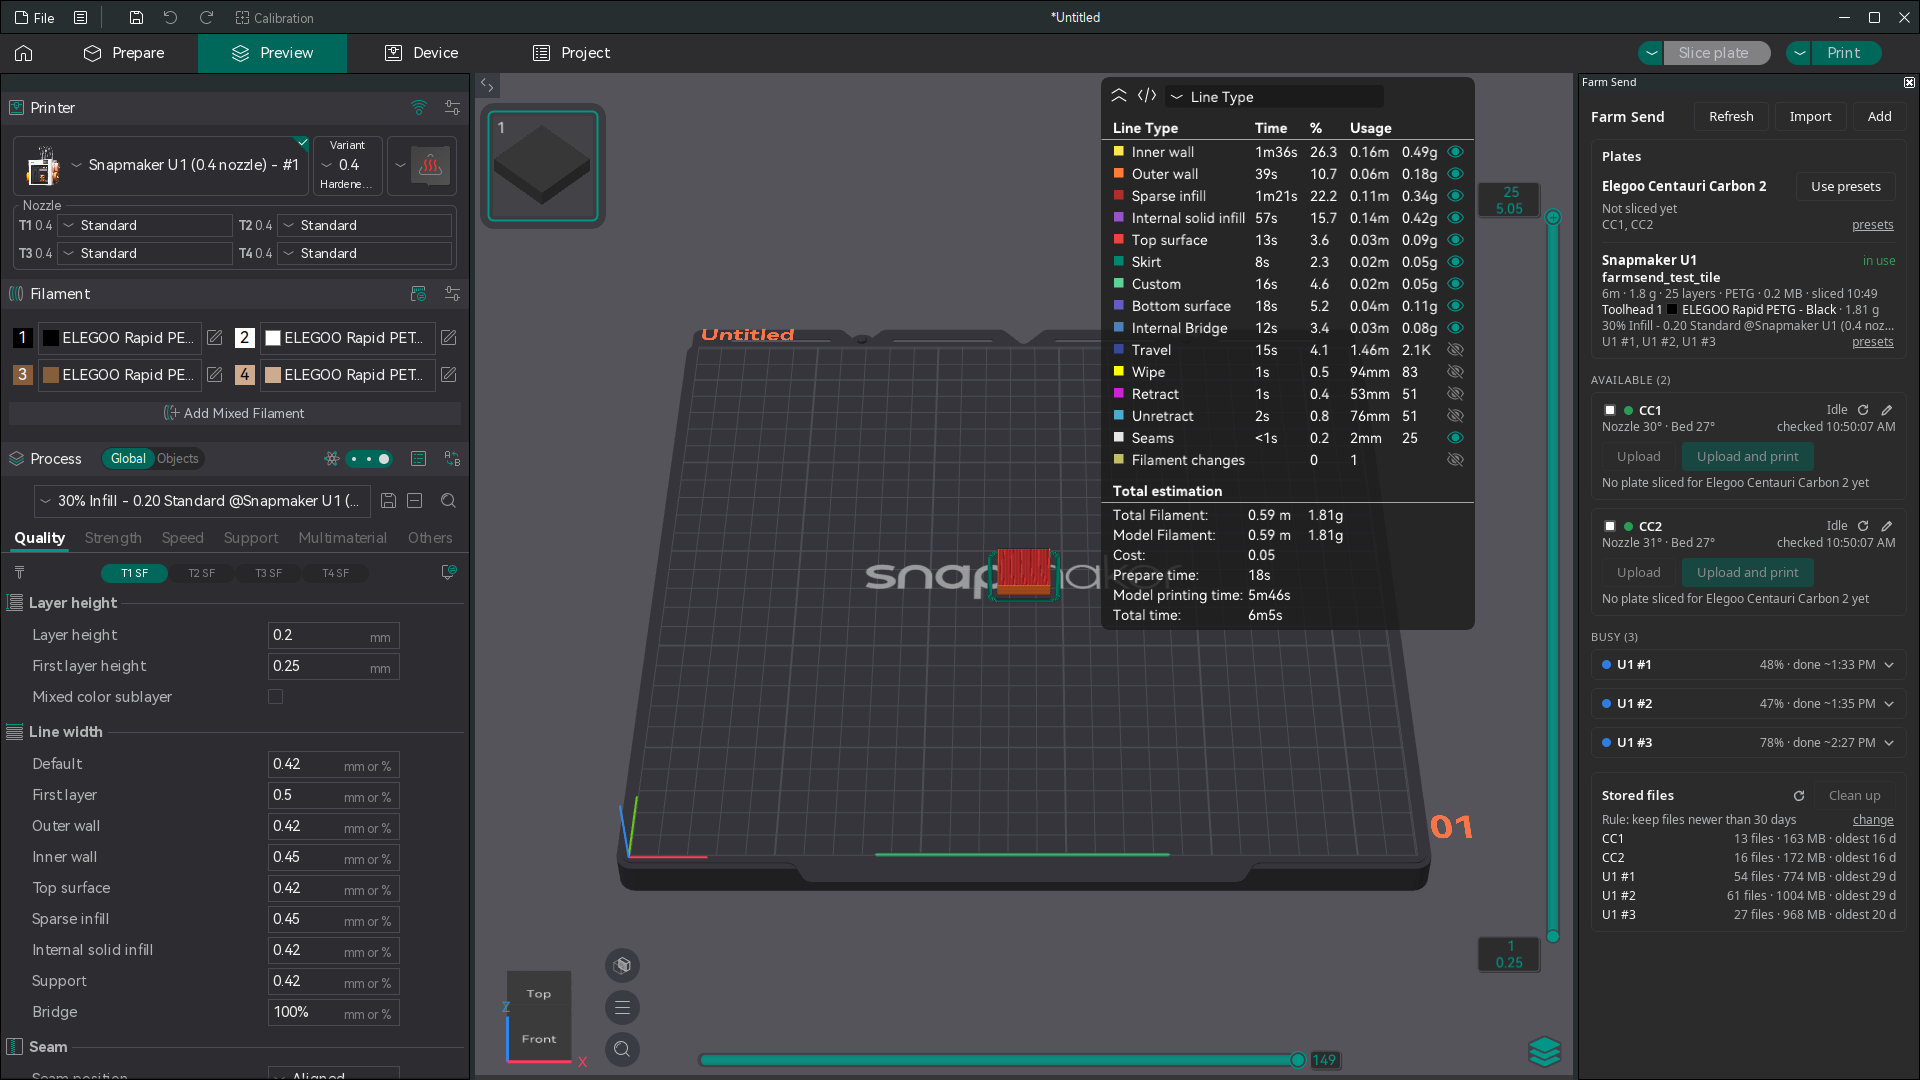 File
Calibration
*Untitled
Prepare
Preview
Device
Project
Slice plate
Print
Printer
Snapmaker U1 (0.4 nozzle) - #1
Variant
0.4
Hardene...
Nozzle
T1 0.4 Standard
T2 0.4 Standard
T3 0.4 Standard
T4 0.4 Standard
Filament
1 ELEGOO Rapid PE...
2 ELEGOO Rapid PET...
3 ELEGOO Rapid PE...
4 ELEGOO Rapid PET...
Add Mixed Filament
Process Global Objects
30% Infill - 0.20 Standard @Snapmaker U1 (...
Quality Strength Speed Support Multimaterial Others
T1 SF T2 SF T3 SF T4 SF
Layer height
Layer height 0.2 mm
First layer height 0.25 mm
Mixed color sublayer
Line width
Default 0.42 mm or %
First layer 0.5 mm or %
Outer wall 0.42 mm or %
Inner wall 0.45 mm or %
Top surface 0.42 mm or %
Sparse infill 0.45 mm or %
Internal solid infill 0.42 mm or %
Support 0.42 mm or %
Bridge 100% mm or %
Seam
Seam position Aligned
1
Untitled
01
Top
Front
Z
X
149
Line Type
Line Type Time % Usage
Inner wall 1m36s 26.3 0.16m 0.49g
Outer wall 39s 10.7 0.06m 0.18g
Sparse infill 1m21s 22.2 0.11m 0.34g
Internal solid infill 57s 15.7 0.14m 0.42g
Top surface 13s 3.6 0.03m 0.09g
Skirt 8s 2.3 0.02m 0.05g
Custom 16s 4.6 0.02m 0.05g
Bottom surface 18s 5.2 0.04m 0.11g
Internal Bridge 12s 3.4 0.03m 0.08g
Travel 15s 4.1 1.46m 2.1K
Wipe 1s 0.5 94mm 83
Retract 1s 0.4 53mm 51
Unretract 2s 0.8 76mm 51
Seams <1s 0.2 2mm 25
Filament changes 0 1
Total estimation
Total Filament: 0.59 m 1.81g
Model Filament: 0.59 m 1.81g
Cost: 0.05
Prepare time: 18s
Model printing time: 5m46s
Total time: 6m5s
25
5.05
1
0.25
Farm Send
Farm Send
Refresh
Import
Add
Plates
Elegoo Centauri Carbon 2
Use presets
Not sliced yet
CC1, CC2
presets
Snapmaker U1 in use
farmsend_test_tile
6m · 1.8 g · 25 layers · PETG · 0.2 MB · sliced 10:49
Toolhead 1 ELEGOO Rapid PETG - Black · 1.81 g
30% Infill - 0.20 Standard @Snapmaker U1 (0.4 noz...
U1 #1, U1 #2, U1 #3
presets
AVAILABLE (2)
CC1 Idle
Nozzle 30° · Bed 27° checked 10:50:07 AM
Upload
Upload and print
No plate sliced for Elegoo Centauri Carbon 2 yet
CC2 Idle
Nozzle 31° · Bed 27° checked 10:50:07 AM
Upload
Upload and print
No plate sliced for Elegoo Centauri Carbon 2 yet
BUSY (3)
U1 #1 48% · done ~1:33 PM
U1 #2 47% · done ~1:35 PM
U1 #3 78% · done ~2:27 PM
Stored files
Clean up
Rule: keep files newer than 30 days change
CC1 13 files · 163 MB · oldest 16 d
CC2 16 files · 172 MB · oldest 16 d
U1 #1 54 files · 774 MB · oldest 29 d
U1 #2 61 files · 1004 MB · oldest 29 d
U1 #3 27 files · 968 MB · oldest 20 d